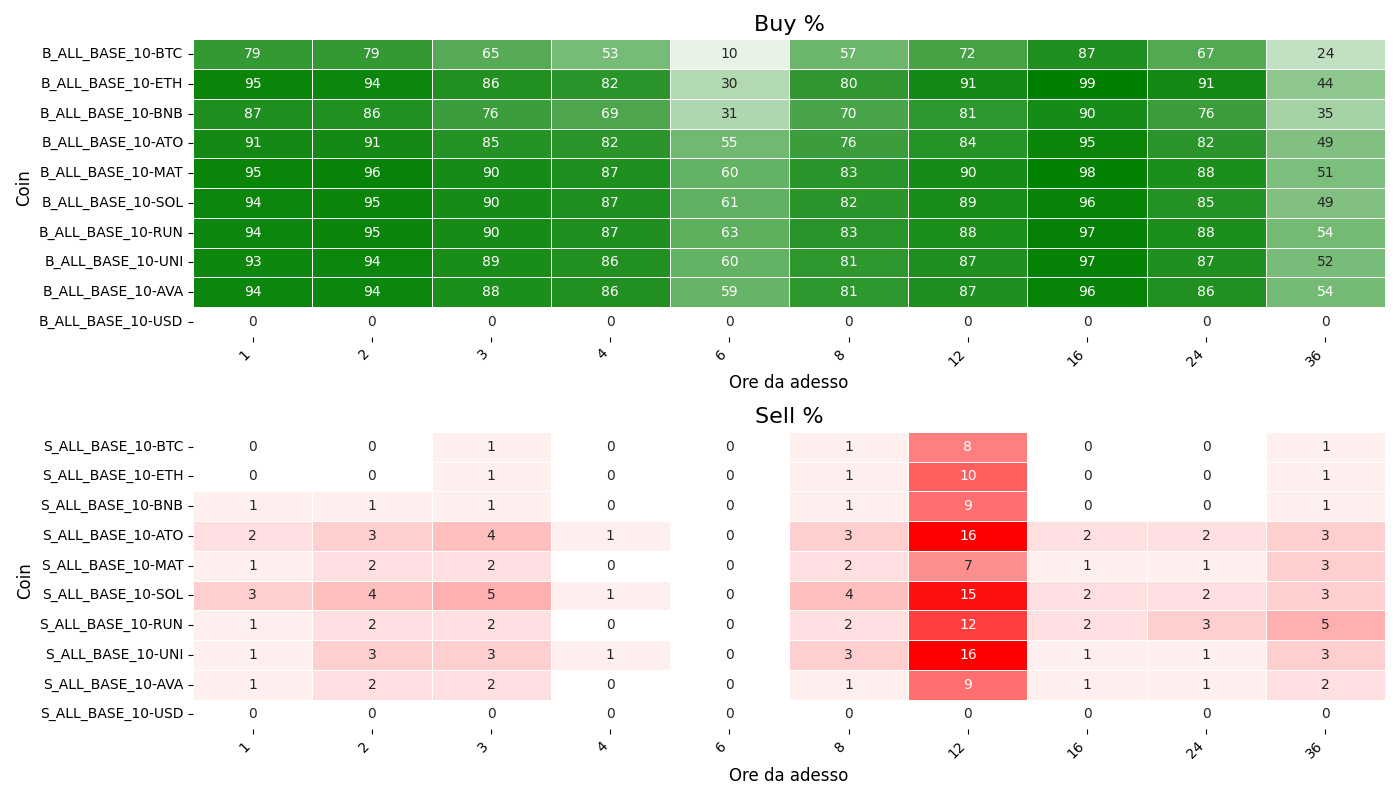 Buy %
Coin
B_ALL_BASE_10-BTC 79 79 65 53 10 57 72 87 67 24
B_ALL_BASE_10-ETH 95 94 86 82 30 80 91 99 91 44
B_ALL_BASE_10-BNB 87 86 76 69 31 70 81 90 76 35
B_ALL_BASE_10-ATO 91 91 85 82 55 76 84 95 82 49
B_ALL_BASE_10-MAT 95 96 90 87 60 83 90 98 88 51
B_ALL_BASE_10-SOL 94 95 90 87 61 82 89 96 85 49
B_ALL_BASE_10-RUN 94 95 90 87 63 83 88 97 88 54
B_ALL_BASE_10-UNI 93 94 89 86 60 81 87 97 87 52
B_ALL_BASE_10-AVA 94 94 88 86 59 81 87 96 86 54
B_ALL_BASE_10-USD 0 0 0 0 0 0 0 0 0 0
1 2 3 4 6 8 12 16 24 36
Ore da adesso
Sell %
Coin
S_ALL_BASE_10-BTC 0 0 1 0 0 1 8 0 0 1
S_ALL_BASE_10-ETH 0 0 1 0 0 1 10 0 0 1
S_ALL_BASE_10-BNB 1 1 1 0 0 1 9 0 0 1
S_ALL_BASE_10-ATO 2 3 4 1 0 3 16 2 2 3
S_ALL_BASE_10-MAT 1 2 2 0 0 2 7 1 1 3
S_ALL_BASE_10-SOL 3 4 5 1 0 4 15 2 2 3
S_ALL_BASE_10-RUN 1 2 2 0 0 2 12 2 3 5
S_ALL_BASE_10-UNI 1 3 3 1 0 3 16 1 1 3
S_ALL_BASE_10-AVA 1 2 2 0 0 1 9 1 1 2
S_ALL_BASE_10-USD 0 0 0 0 0 0 0 0 0 0
1 2 3 4 6 8 12 16 24 36
Ore da adesso